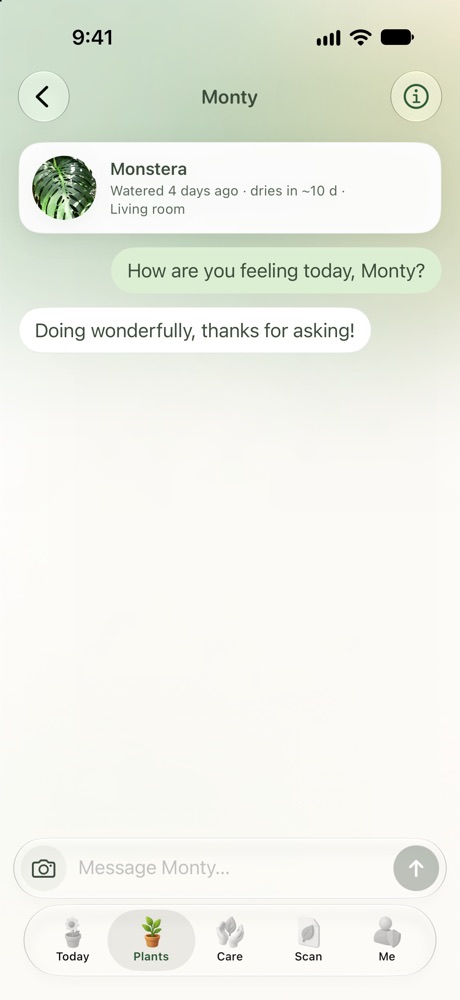 9:41
Monty
Monstera
Watered 4 days ago · dries in ~10 d ·
Living room
How are you feeling today, Monty?
Doing wonderfully, thanks for asking!
Message Monty...
Today
Plants
Care
Scan
Me